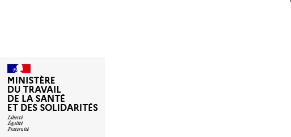 MINISTÈRE
DU TRAVAIL
DE LA SANTÉ
ET DES SOLIDARITÉS
Liberté
Égalité
Fraternité